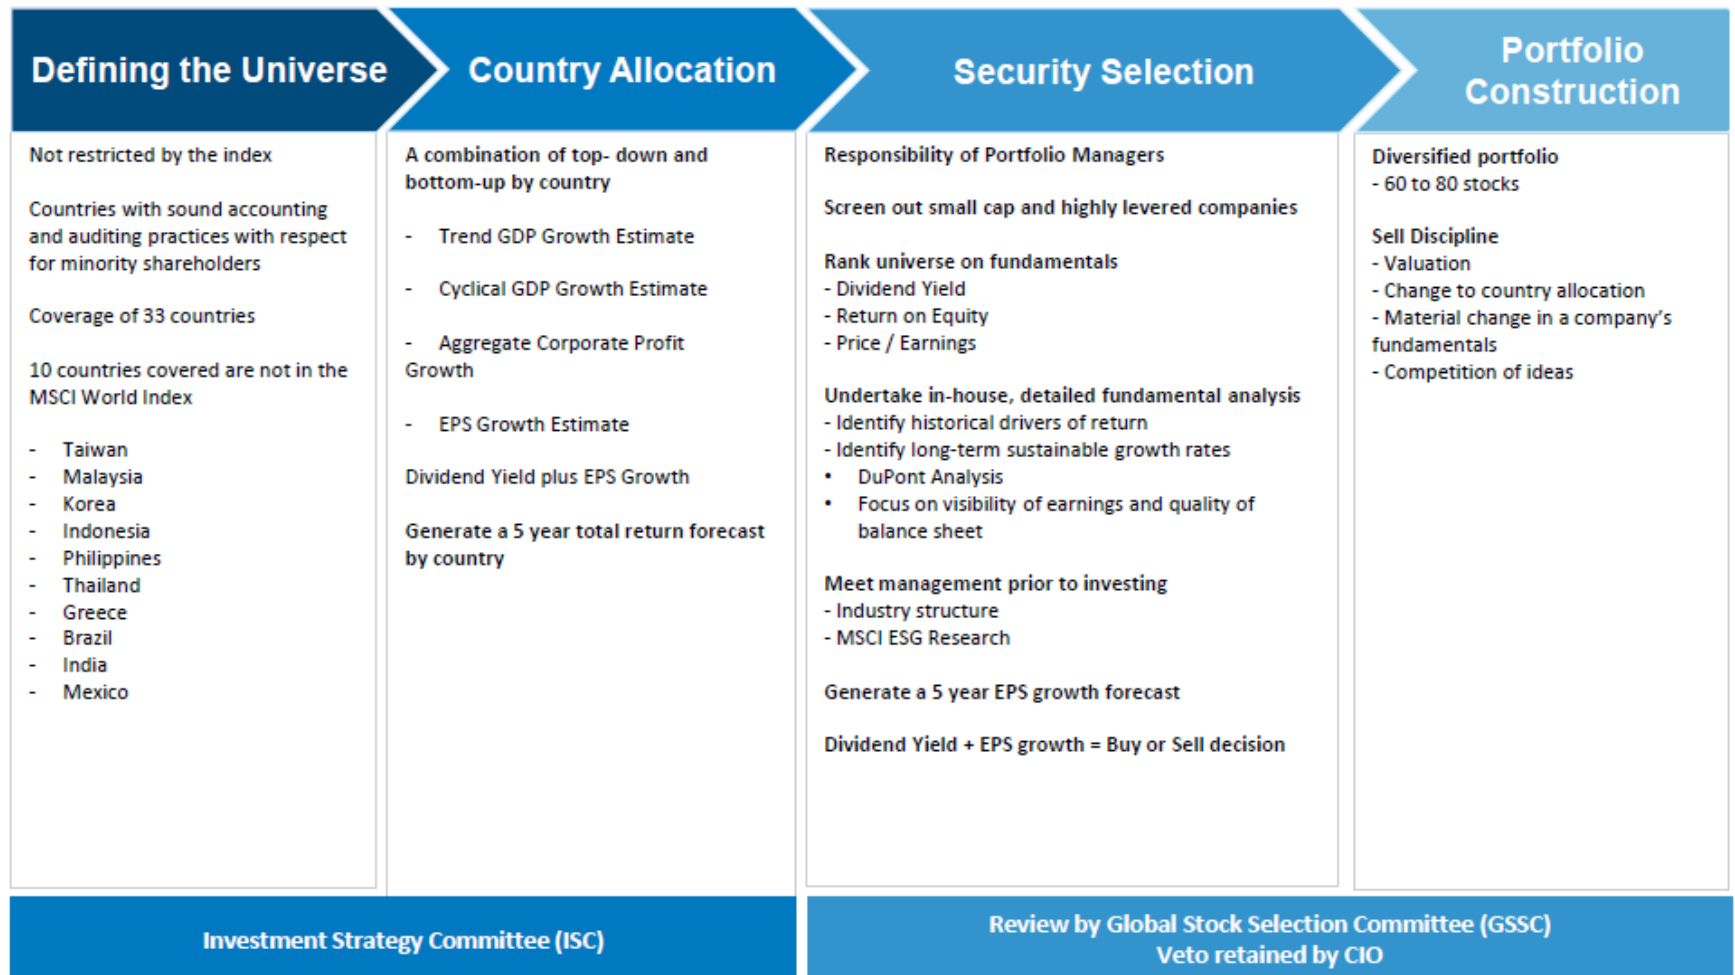 Defining the Universe
Country Allocation
Security Selection
Portfolio
Construction
Not restricted by the index
Countries with sound accounting
and auditing practices with respect
for minority shareholders
Coverage of 33 countries
10 countries covered are not in the
MSCI World Index
- Taiwan
- Malaysia
- Korea
- Indonesia
- Philippines
- Thailand
- Greece
- Brazil
- India
- Mexico
A combination of top- down and
bottom-up by country
- Trend GDP Growth Estimate
- Cyclical GDP Growth Estimate
- Aggregate Corporate Profit
Growth
- EPS Growth Estimate
Dividend Yield plus EPS Growth
Generate a 5 year total return forecast
by country
Responsibility of Portfolio Managers
Screen out small cap and highly levered companies
Rank universe on fundamentals
- Dividend Yield
- Return on Equity
- Price / Earnings
Undertake in-house, detailed fundamental analysis
- Identify historical drivers of return
- Identify long-term sustainable growth rates
• DuPont Analysis
• Focus on visibility of earnings and quality of
balance sheet
Meet management prior to investing
- Industry structure
- MSCI ESG Research
Generate a 5 year EPS growth forecast
Dividend Yield + EPS growth = Buy or Sell decision
Diversified portfolio
- 60 to 80 stocks
Sell Discipline
- Valuation
- Change to country allocation
- Material change in a company's
fundamentals
- Competition of ideas
Investment Strategy Committee (ISC)
Review by Global Stock Selection Committee (GSSC)
Veto retained by CIO